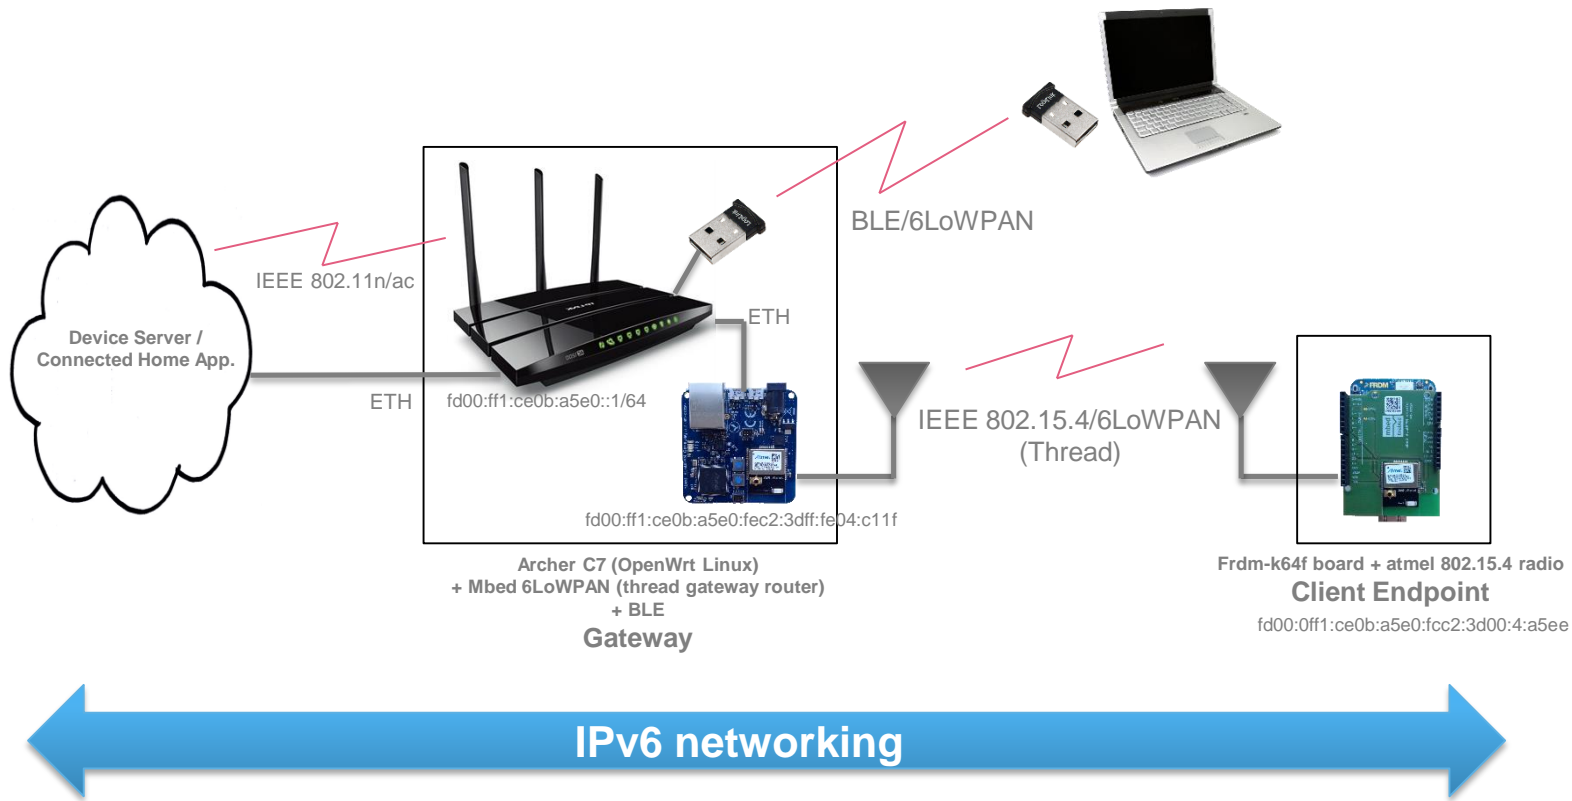 BLE/6LoWPAN
IEEE 802.11n/ac
Device Server /
Connected Home App.
ETH
ETH
fd00:ff1:ce0b:a5e0::1/64
IEEE 802.15.4/6LoWPAN
(Thread)
fd00:ff1:ce0b:a5e0:fec2:3dff:fe04:c11f
Archer C7 (OpenWrt Linux)
+ Mbed 6LoWPAN (thread gateway router)
+ BLE
Gateway
FRDM
Frdm-k64f board + atmel 802.15.4 radio
Client Endpoint
fd00:0ff1:ce0b:a5e0:fcc2:3d00:4:a5ee
IPv6 networking